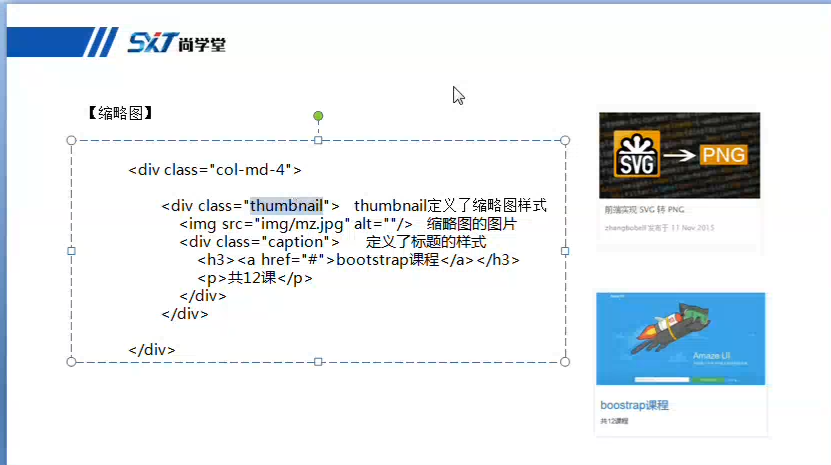 SXT尚学堂
【缩略图】
<div class="col-md-4">
<div class="thumbnail"> thumbnail定义了缩略图样式
<img src="img/mz.jpg" alt=""/> 缩略图的图片
<div class="caption"> 定义了标题的样式
<h3><a href="#">bootstrap课程</a></h3>
<p>共12课</p>
</div>
</div>
</div>
SVG
PNG
前端实现 SVG 转 PNG
zhangbobell 发布于 11 Nov 2015
Amaze UI
boostrap课程
共12课程